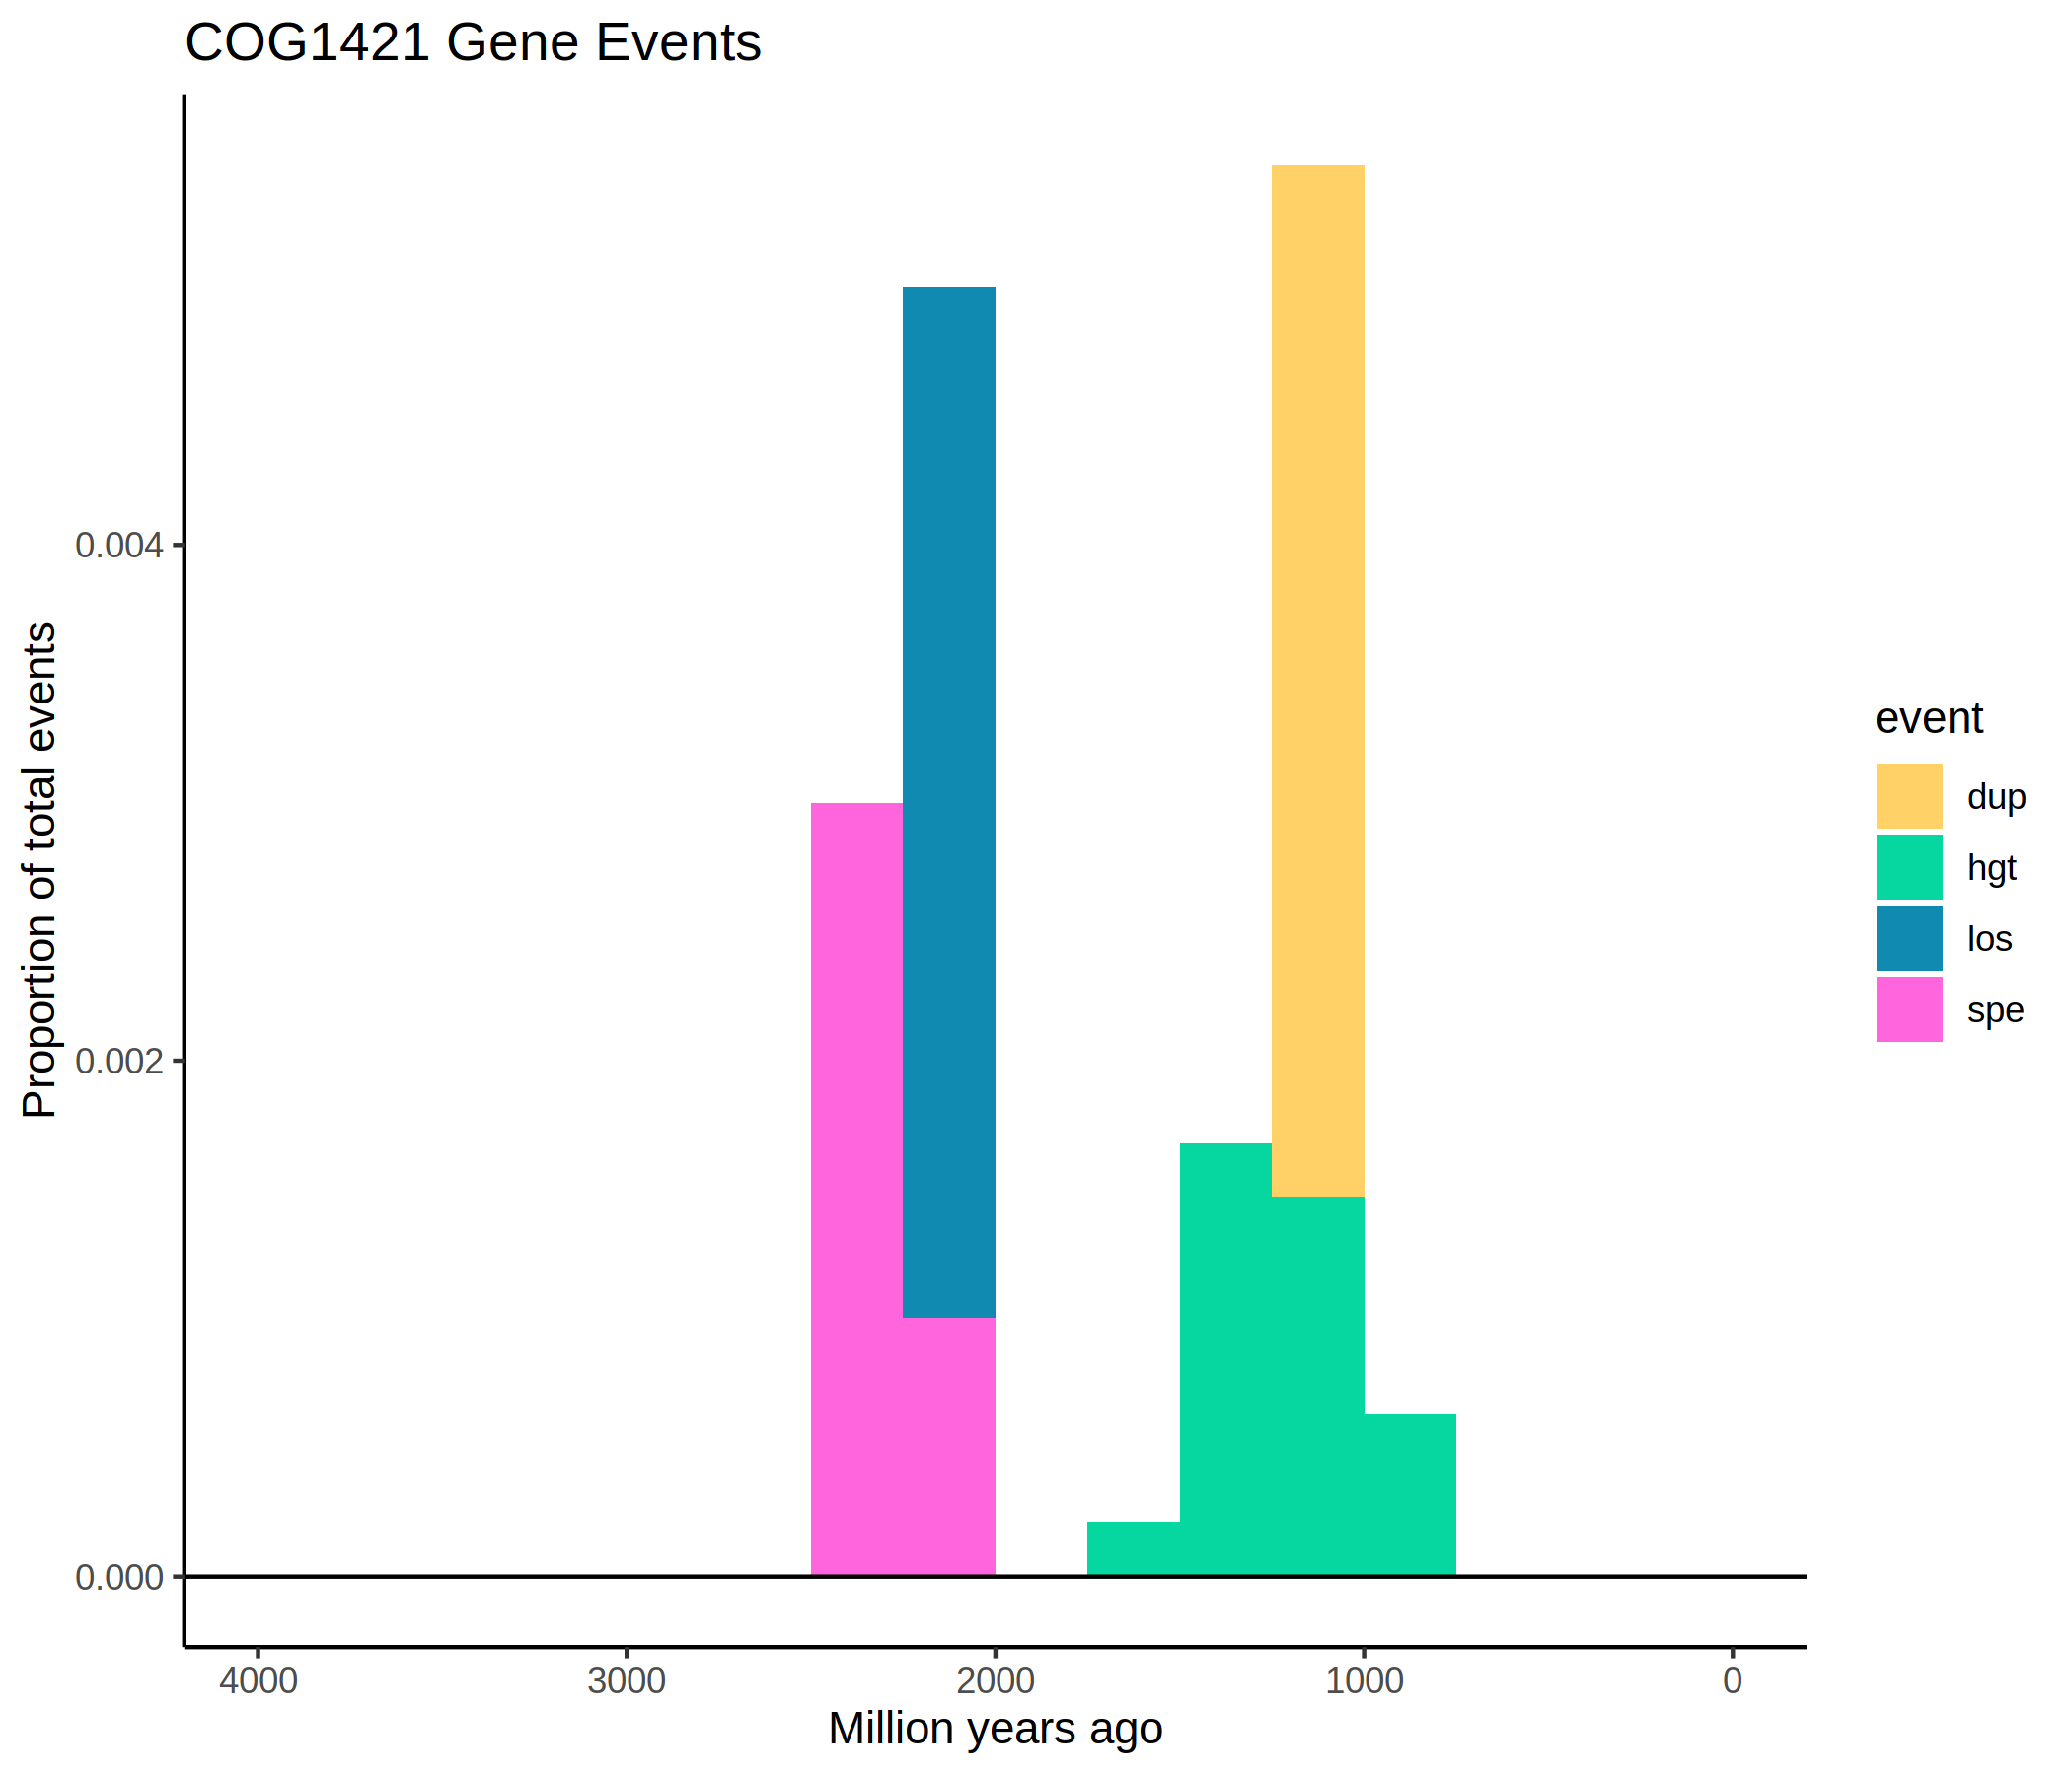 COG1421 Gene Events
Proportion of total events
0.004
0.002
0.000
4000 3000 2000 1000 0
Million years ago
event
dup
hgt
los
spe